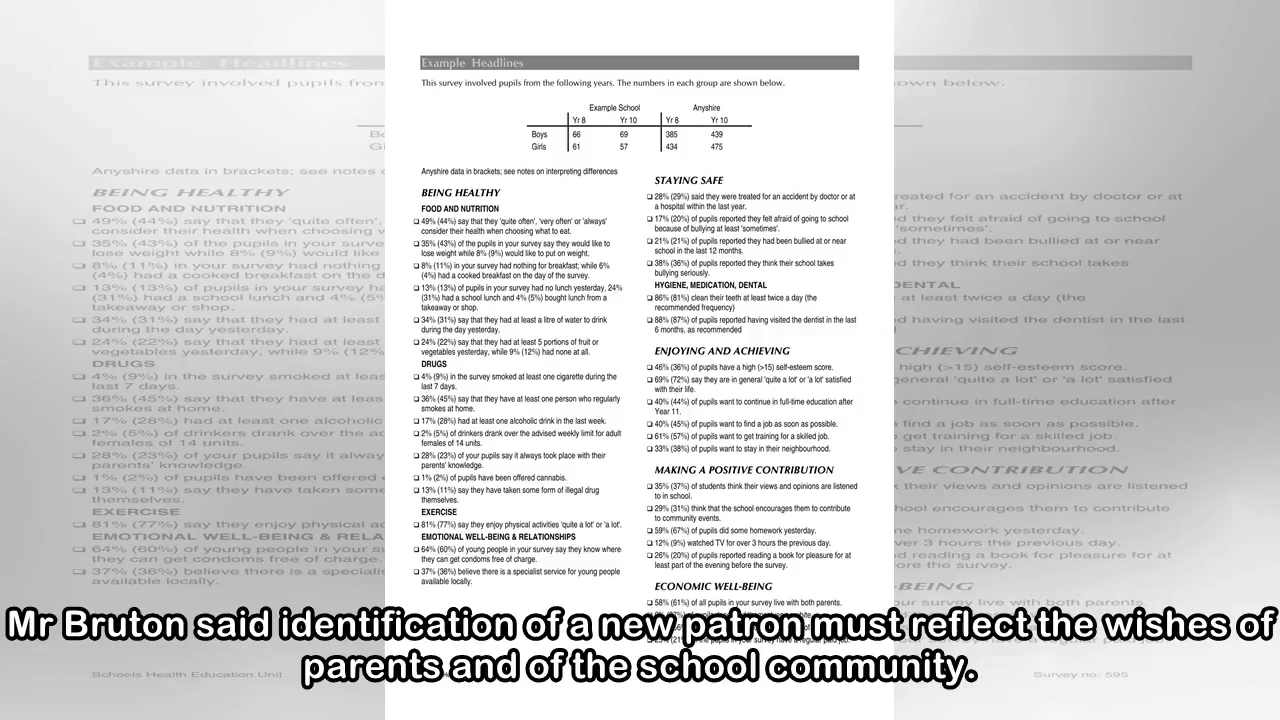 Example Headlines
This survey involved pupils from the following years. The numbers in each group are shown below.
Example School Anyshire
Yr 8 Yr 10 Yr 8 Yr 10
Boys 66 69 385 439
Girls 61 57 434 475
Anyshire data in brackets; see notes on interpreting differences
BEING HEALTHY
FOOD AND NUTRITION
❑ 49% (44%) say that they 'quite often', 'very often' or 'always'
consider their health when choosing what to eat.
❑ 35% (43%) of the pupils in your survey say they would like to
lose weight while 8% (9%) would like to put on weight.
❑ 8% (11%) in your survey had nothing for breakfast; while 6%
(4%) had a cooked breakfast on the day of the survey.
❑ 13% (13%) of pupils in your survey had no lunch yesterday, 24%
(31%) had a school lunch and 4% (5%) bought lunch from a
takeaway or shop.
❑ 34% (31%) say that they had at least a litre of water to drink
during the day yesterday.
❑ 24% (22%) say that they had at least 5 portions of fruit or
vegetables yesterday, while 9% (12%) had none at all.
DRUGS
❑ 4% (9%) in the survey smoked at least one cigarette during the
last 7 days.
❑ 36% (45%) say that they have at least one person who regularly
smokes at home.
❑ 17% (28%) had at least one alcoholic drink in the last week.
❑ 2% (5%) of drinkers drank over the advised weekly limit for adult
females of 14 units.
❑ 28% (23%) of your pupils say it always took place with their
parents' knowledge.
❑ 1% (2%) of pupils have been offered cannabis.
❑ 13% (11%) say they have taken some form of illegal drug
themselves.
EXERCISE
❑ 81% (77%) say they enjoy physical activities 'quite a lot' or 'a lot'.
EMOTIONAL WELL-BEING & RELATIONSHIPS
❑ 64% (60%) of young people in your survey say they know where
they can get condoms free of charge.
❑ 37% (36%) believe there is a specialist service for young people
available locally.
STAYING SAFE
❑ 28% (29%) said they were treated for an accident by doctor or at
a hospital within the last year.
❑ 17% (20%) of pupils reported they felt afraid of going to school
because of bullying at least 'sometimes'.
❑ 21% (21%) of pupils reported they had been bullied at or near
school in the last 12 months.
❑ 38% (36%) of pupils reported they think their school takes
bullying seriously.
HYGIENE, MEDICATION, DENTAL
❑ 86% (81%) clean their teeth at least twice a day (the
recommended frequency)
❑ 88% (87%) of pupils reported having visited the dentist in the last
6 months, as recommended
ENJOYING AND ACHIEVING
❑ 46% (36%) of pupils have a high (>15) self-esteem score.
❑ 69% (72%) say they are in general 'quite a lot' or 'a lot' satisfied
with their life.
❑ 40% (44%) of pupils want to continue in full-time education after
Year 11.
❑ 40% (45%) of pupils want to find a job as soon as possible.
❑ 61% (57%) of pupils want to get training for a skilled job.
❑ 33% (38%) of pupils want to stay in their neighbourhood.
MAKING A POSITIVE CONTRIBUTION
❑ 35% (37%) of students think their views and opinions are listened
to in school.
❑ 29% (31%) think that the school encourages them to contribute
to community events.
❑ 59% (67%) of pupils did some homework yesterday.
❑ 12% (9%) watched TV for over 3 hours the previous day.
❑ 26% (20%) of pupils reported reading a book for pleasure for at
least part of the evening before the survey.
ECONOMIC WELL-BEING
❑ 58% (61%) of all pupils in your survey live with both parents.
Mr Bruton said identification of a new patron must reflect the wishes of
parents and of the school community.
Schools Health Education Unit
Survey no: 595